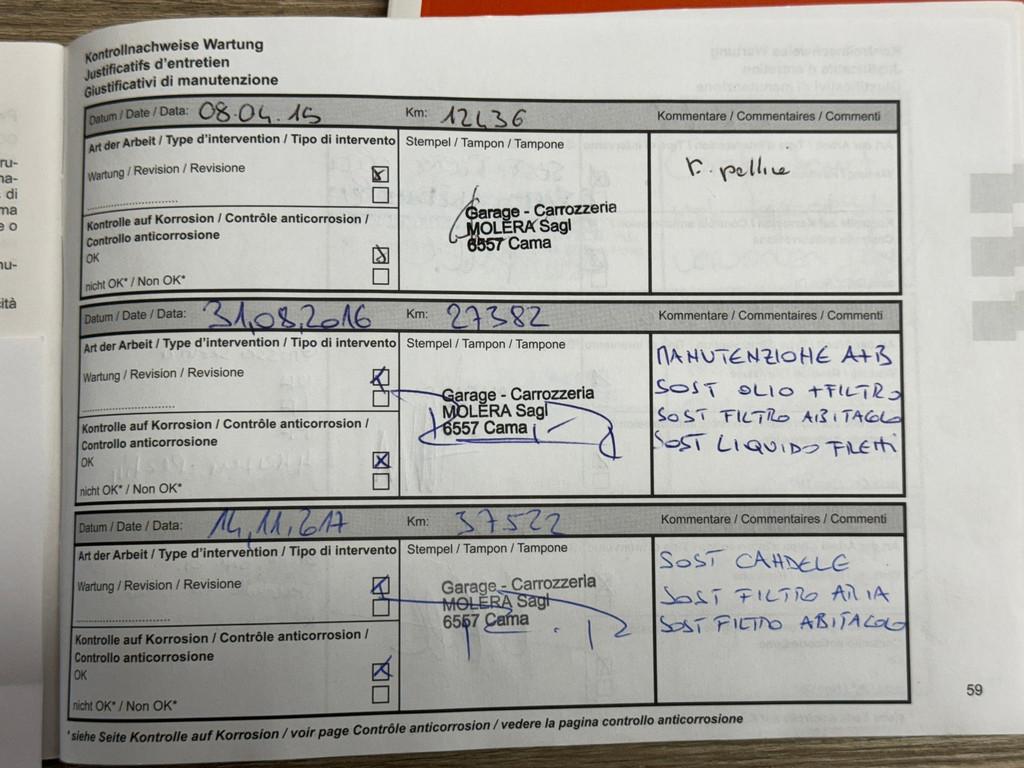 Kontrollnachweise Wartung
Justificatifs d'entretien
Giustificativi di manutenzione
Datum / Date / Data: 08.04.15 Km: 12436 Kommentare / Commentaires / Commenti
Art der Arbeit / Type d'intervention / Tipo di intervento Stempel / Tampon / Tampone
Wartung / Revision / Revisione
Kontrolle auf Korrosion / Contrôle anticorrosion /
Controllo anticorrosione
OK
nicht OK* / Non OK*
Garage - Carrozzeria
MOLERA Sagl
6557 Cama
Datum / Date / Data: 31,08,2016 Km: 27382 Kommentare / Commentaires / Commenti
Art der Arbeit / Type d'intervention / Tipo di intervento Stempel / Tampon / Tampone
Wartung / Revision / Revisione
Kontrolle auf Korrosion / Contrôle anticorrosion /
Controllo anticorrosione
OK
nicht OK* / Non OK*
Garage - Carrozzeria
MOLERA Sagl
6557 Cama
MANUTENZIONE A+B
SOST OLIO + FILTRO
SOST FILTRO ABITACOLO
SOST LIQUIDO FRENI
Datum / Date / Data: 14,11,2017 Km: 37522 Kommentare / Commentaires / Commenti
Art der Arbeit / Type d'intervention / Tipo di intervento Stempel / Tampon / Tampone
Wartung / Revision / Revisione
Kontrolle auf Korrosion / Contrôle anticorrosion /
Controllo anticorrosione
OK
nicht OK* / Non OK*
Garage - Carrozzeria
MOLERA Sagl
6557 Cama
SOST CANDELE
SOST FILTRO ARIA
SOST FILTRO ABITACOLO
59
*siehe Seite Kontrolle auf Korrosion / voir page Contrôle anticorrosion / vedere la pagina controllo anticorrosione